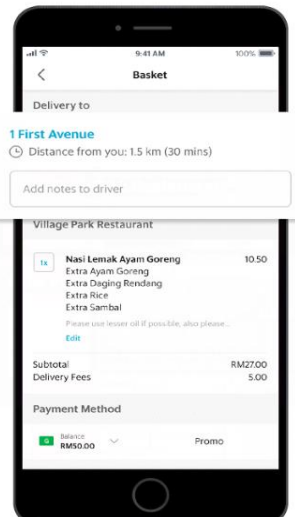 9:41 AM 100%
Basket
Delivery to
1 First Avenue
Distance from you: 1.5 km (30 mins)
Add notes to driver
Village Park Restaurant
1x Nasi Lemak Ayam Goreng 10.50
Extra Ayam Goreng
Extra Daging Rendang
Extra Rice
Extra Sambal
Please use lesser oil if possible, also please...
Edit
Subtotal RM27.00
Delivery Fees 5.00
Payment Method
Balance
RM50.00 Promo